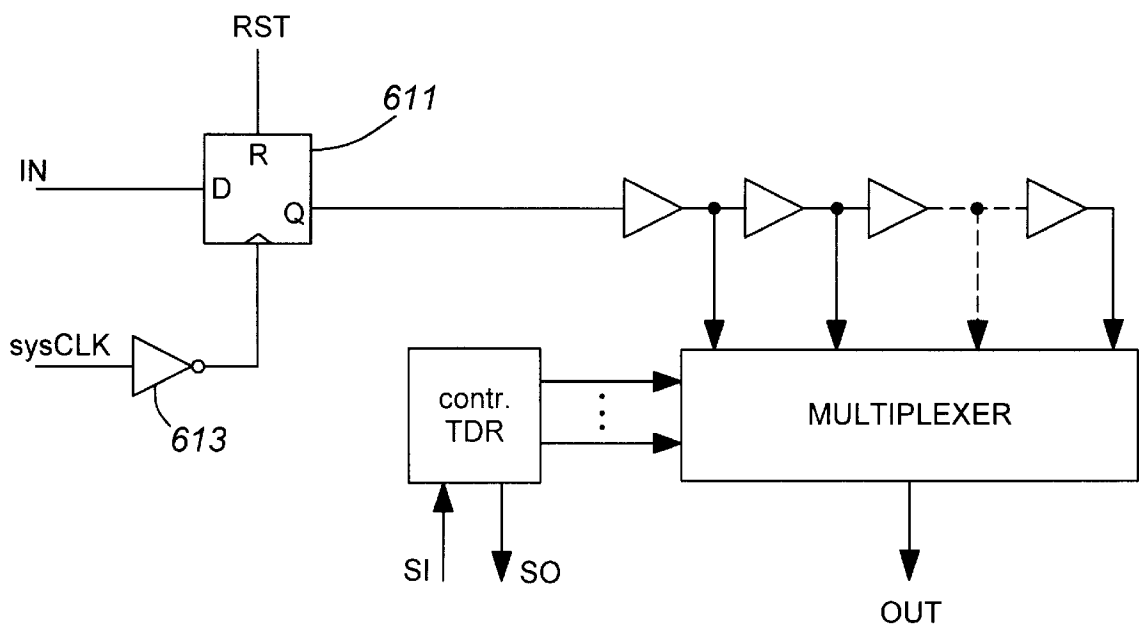 RST
611
IN
R
D
Q
sysCLK
613
contr.
TDR
MULTIPLEXER
SI
SO
OUT